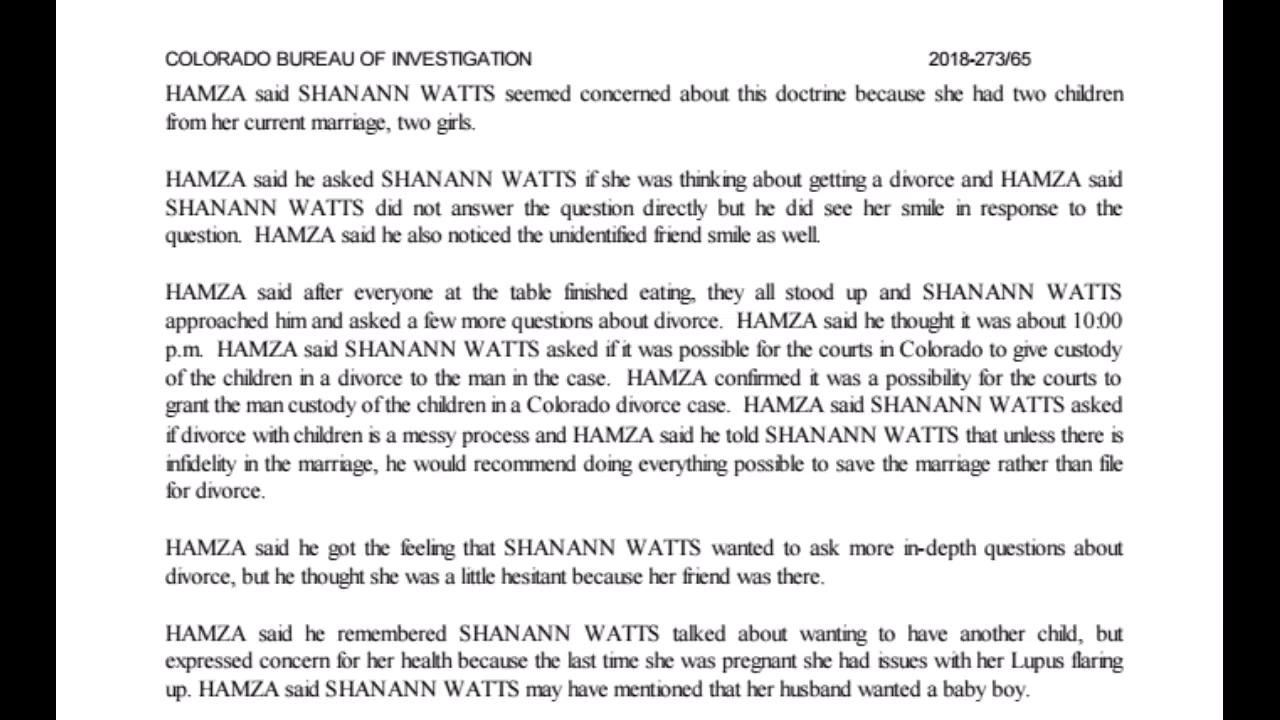 COLORADO BUREAU OF INVESTIGATION 2018-273/65
HAMZA said SHANANN WATTS seemed concerned about this doctrine because she had two children
from her current marriage, two girls.
HAMZA said he asked SHANANN WATTS if she was thinking about getting a divorce and HAMZA said
SHANANN WATTS did not answer the question directly but he did see her smile in response to the
question. HAMZA said he also noticed the unidentified friend smile as well.
HAMZA said after everyone at the table finished eating, they all stood up and SHANANN WATTS
approached him and asked a few more questions about divorce. HAMZA said he thought it was about 10:00
p.m. HAMZA said SHANANN WATTS asked if it was possible for the courts in Colorado to give custody
of the children in a divorce to the man in the case. HAMZA confirmed it was a possibility for the courts to
grant the man custody of the children in a Colorado divorce case. HAMZA said SHANANN WATTS asked
if divorce with children is a messy process and HAMZA said he told SHANANN WATTS that unless there is
infidelity in the marriage, he would recommend doing everything possible to save the marriage rather than file
for divorce.
HAMZA said he got the feeling that SHANANN WATTS wanted to ask more in-depth questions about
divorce, but he thought she was a little hesitant because her friend was there.
HAMZA said he remembered SHANANN WATTS talked about wanting to have another child, but
expressed concern for her health because the last time she was pregnant she had issues with her Lupus flaring
up. HAMZA said SHANANN WATTS may have mentioned that her husband wanted a baby boy.